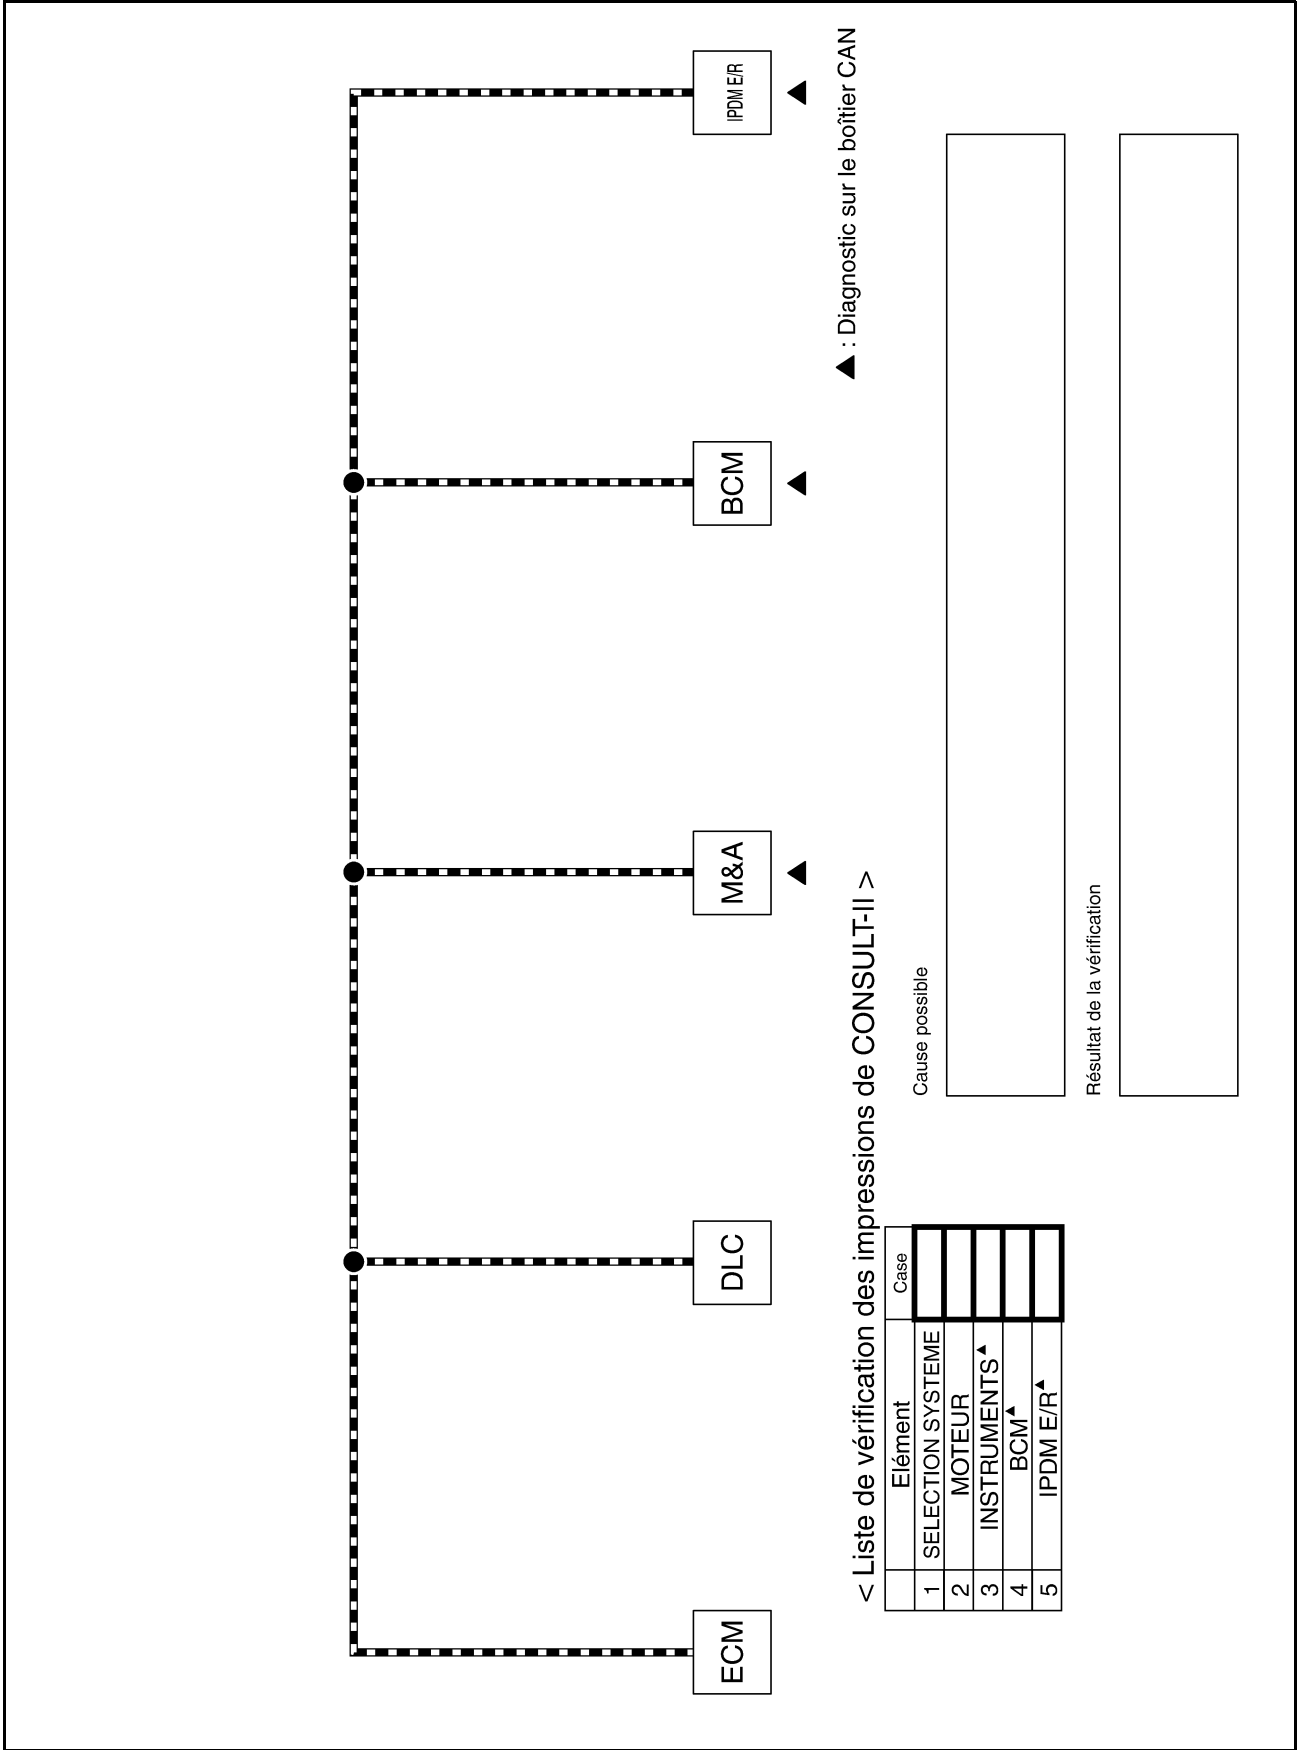 ECM
DLC
M&A
BCM
IPDM E/R
▲ : Diagnostic sur le boîtier CAN
< Liste de vérification des impressions de CONSULT-II >
Elément Case
1 SELECTION SYSTEME
2 MOTEUR
3 INSTRUMENTS▲
4 BCM▲
5 IPDM E/R▲
Cause possible
Résultat de la vérification